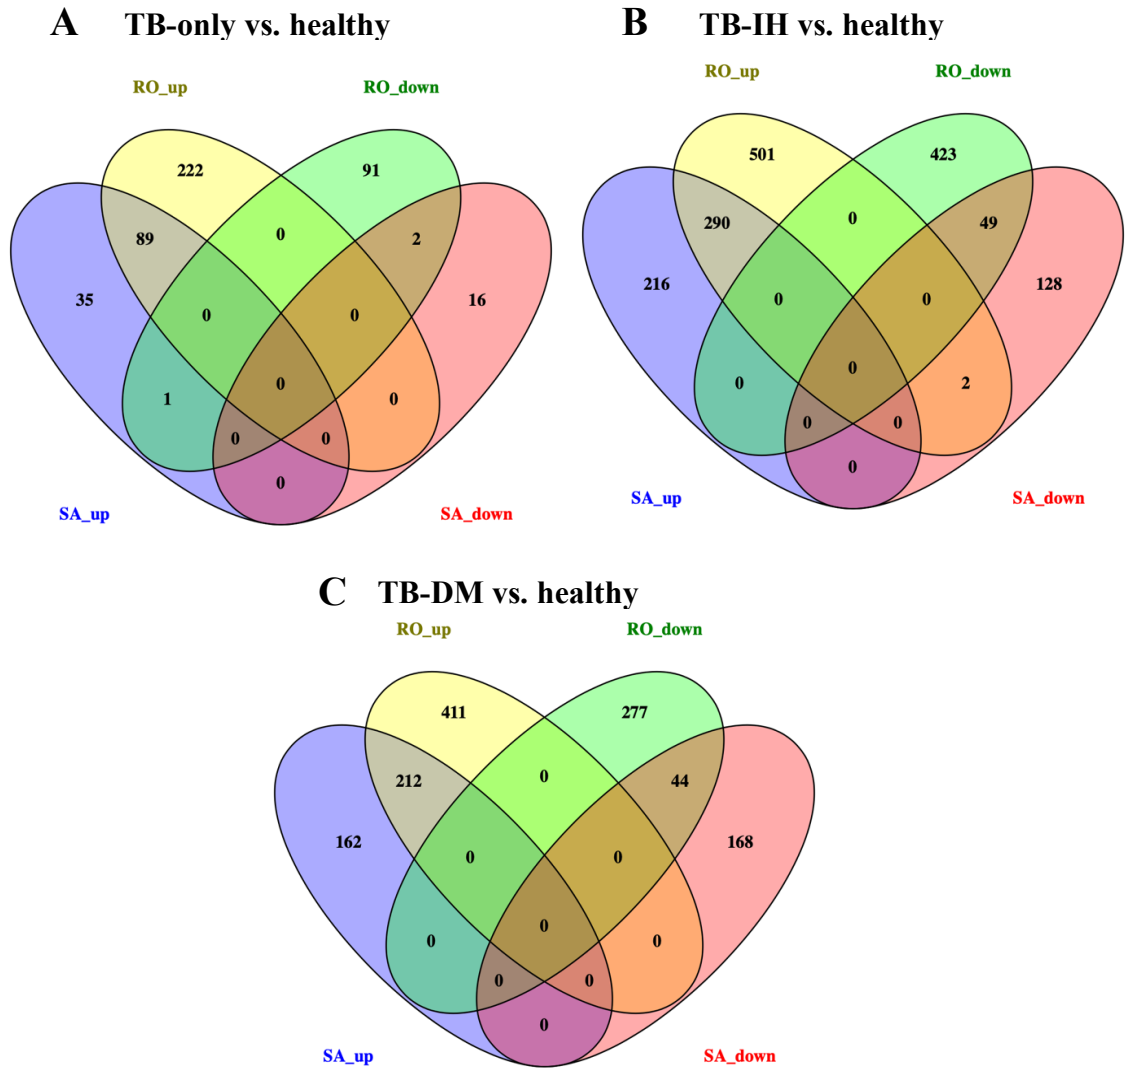 A TB-only vs. healthy
RO_up RO_down
222 91
89 0 2
35 16
0 0
0
1 0
0 0
0
SA_up SA_down
B TB-IH vs. healthy
RO_up RO_down
501 423
290 0 49
216 128
0 0
0
0 2
0 0
0
SA_up SA_down
C TB-DM vs. healthy
RO_up RO_down
411 277
212 0 44
162 168
0 0
0
0 0
0 0
0
SA_up SA_down